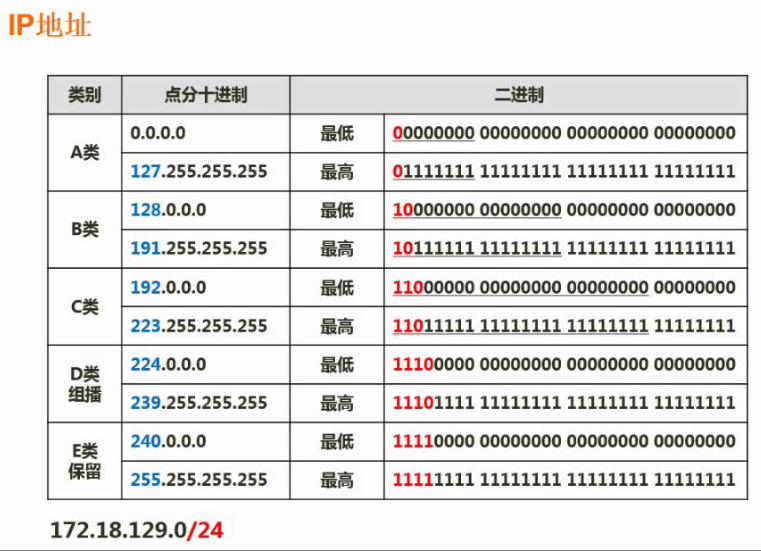 IP地址
类别 点分十进制 二进制
A类 0.0.0.0 最低 00000000 00000000 00000000 00000000
127.255.255.255 最高 01111111 11111111 11111111 11111111
B类 128.0.0.0 最低 10000000 00000000 00000000 00000000
191.255.255.255 最高 10111111 11111111 11111111 11111111
C类 192.0.0.0 最低 11000000 00000000 00000000 00000000
223.255.255.255 最高 11011111 11111111 11111111 11111111
D类 224.0.0.0 最低 11100000 00000000 00000000 00000000
组播 239.255.255.255 最高 11101111 11111111 11111111 11111111
E类 240.0.0.0 最低 11110000 00000000 00000000 00000000
保留 255.255.255.255 最高 11111111 11111111 11111111 11111111
172.18.129.0/24